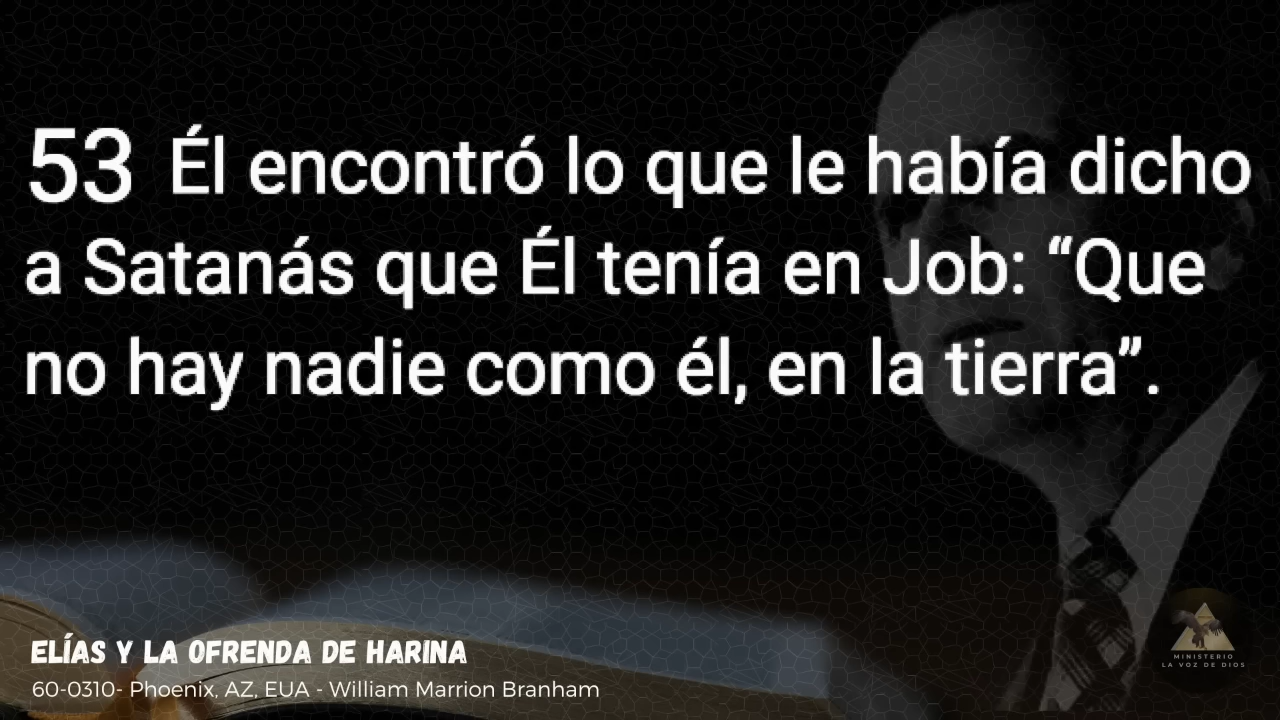 53 Él encontró lo que le había dicho
a Satanás que Él tenía en Job: “Que
no hay nadie como él, en la tierra”.
ELÍAS Y LA OFRENDA DE HARINA
60-0310- Phoenix, AZ, EUA - William Marrion Branham
MINISTERIO
LA VOZ DE DIOS